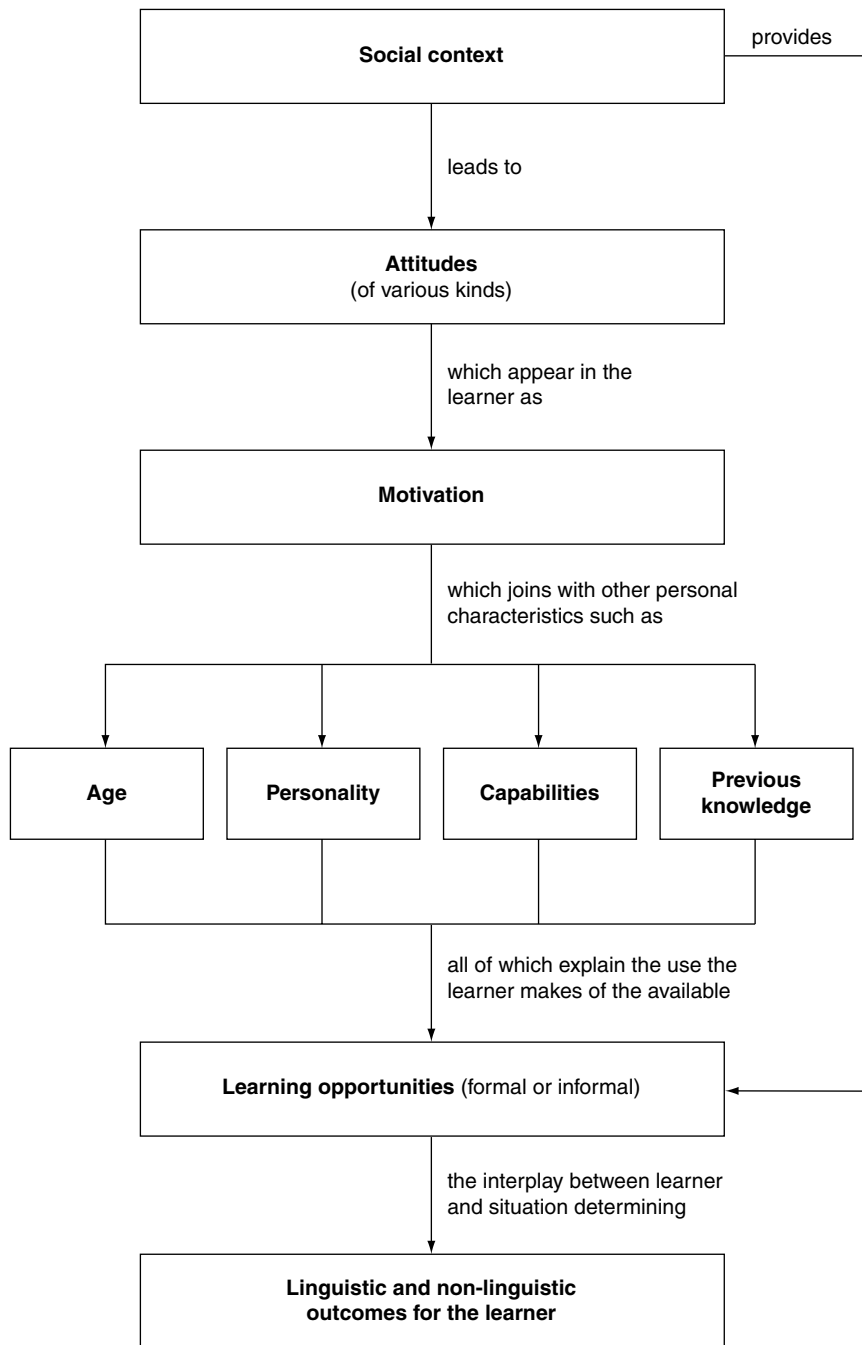 Social context
provides
leads to
Attitudes
(of various kinds)
which appear in the
learner as
Motivation
which joins with other personal
characteristics such as
Age
Personality
Capabilities
Previous
knowledge
all of which explain the use the
learner makes of the available
Learning opportunities (formal or informal)
the interplay between learner
and situation determining
Linguistic and non-linguistic
outcomes for the learner